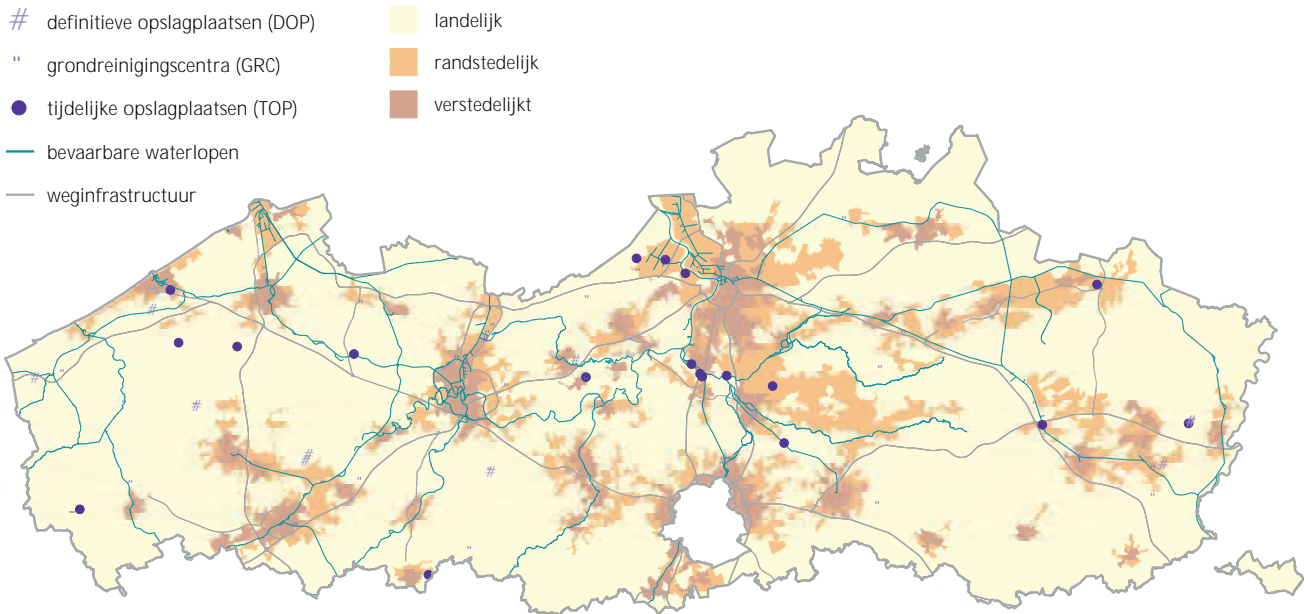 # definitieve opslagplaatsen (DOP)
" grondreinigingscentra (GRC)
tijdelijke opslagplaatsen (TOP)
bevaarbare waterlopen
weginfrastructuur
landelijk
randstedelijk
verstedelijkt